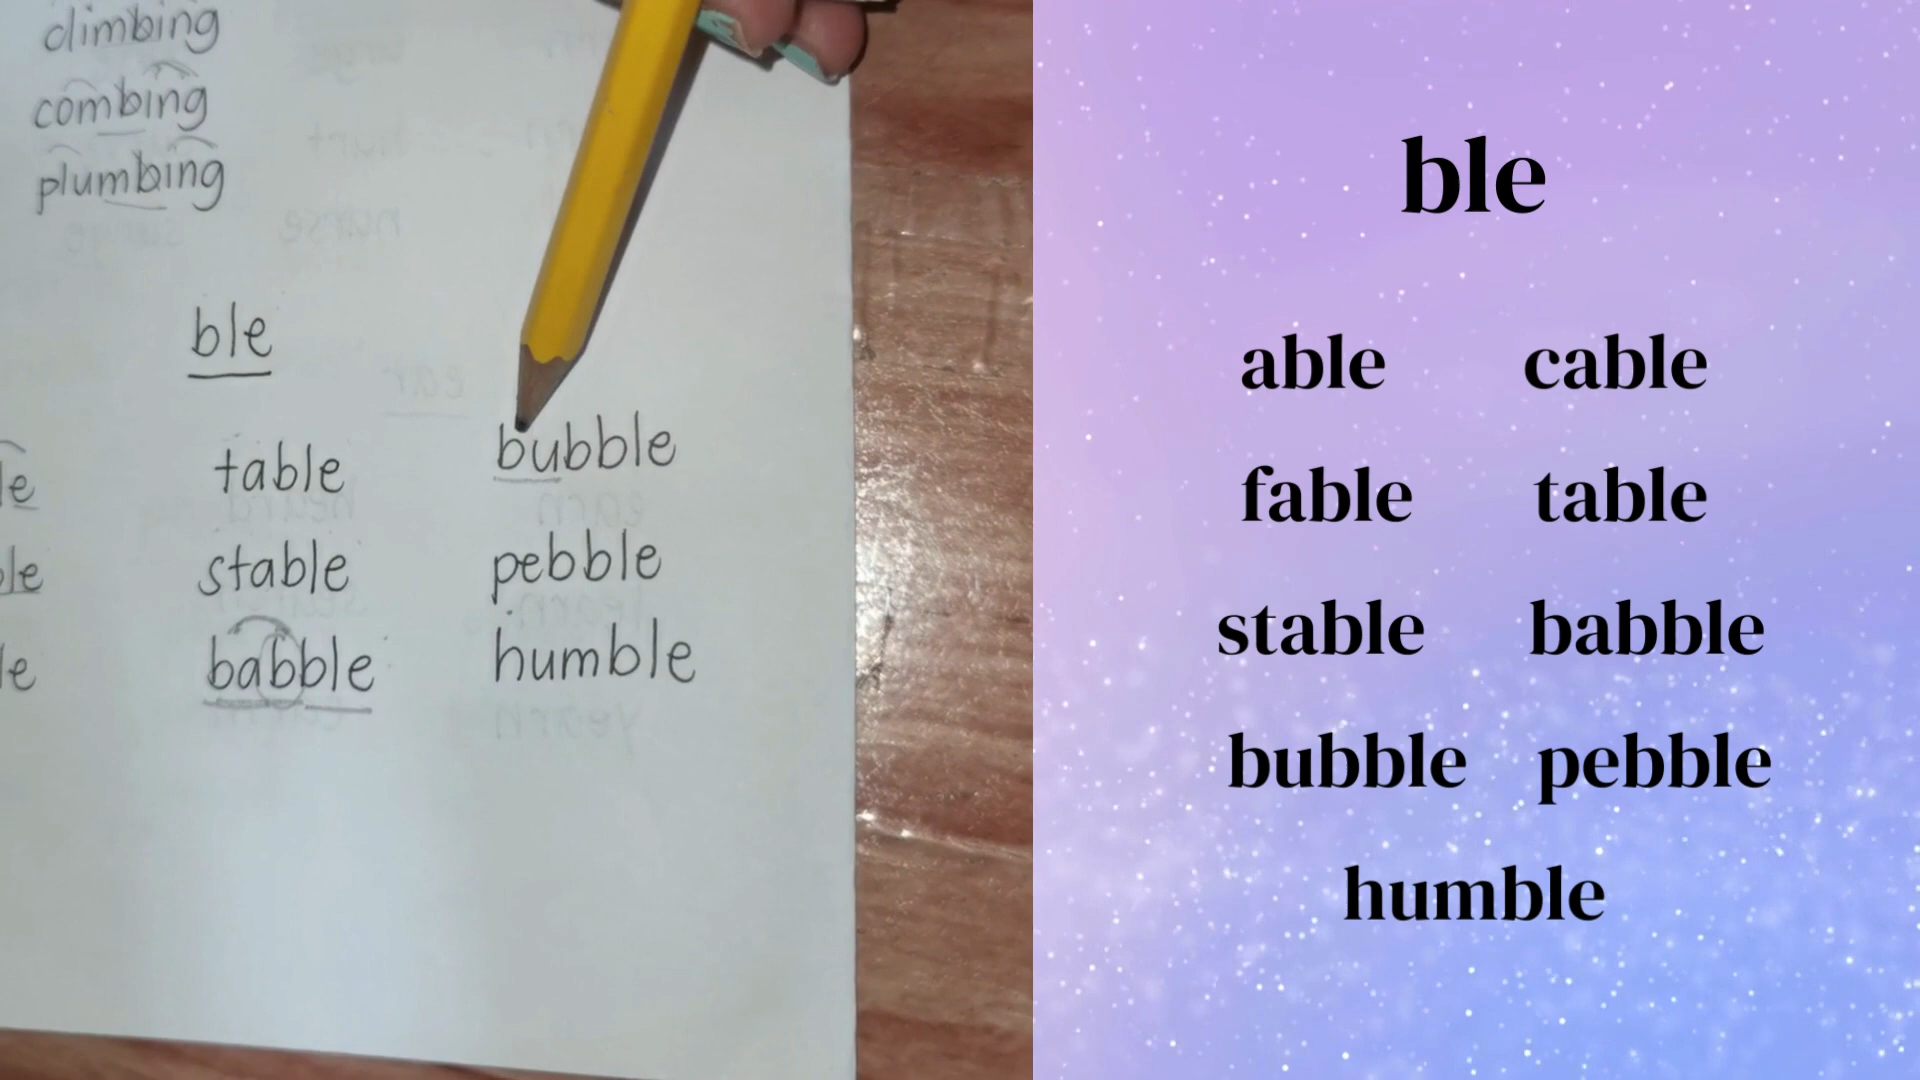 climbing
combing
plumbing
ble
table
stable
babble
bubble
pebble
humble
ble
able cable
fable table
stable babble
bubble pebble
humble